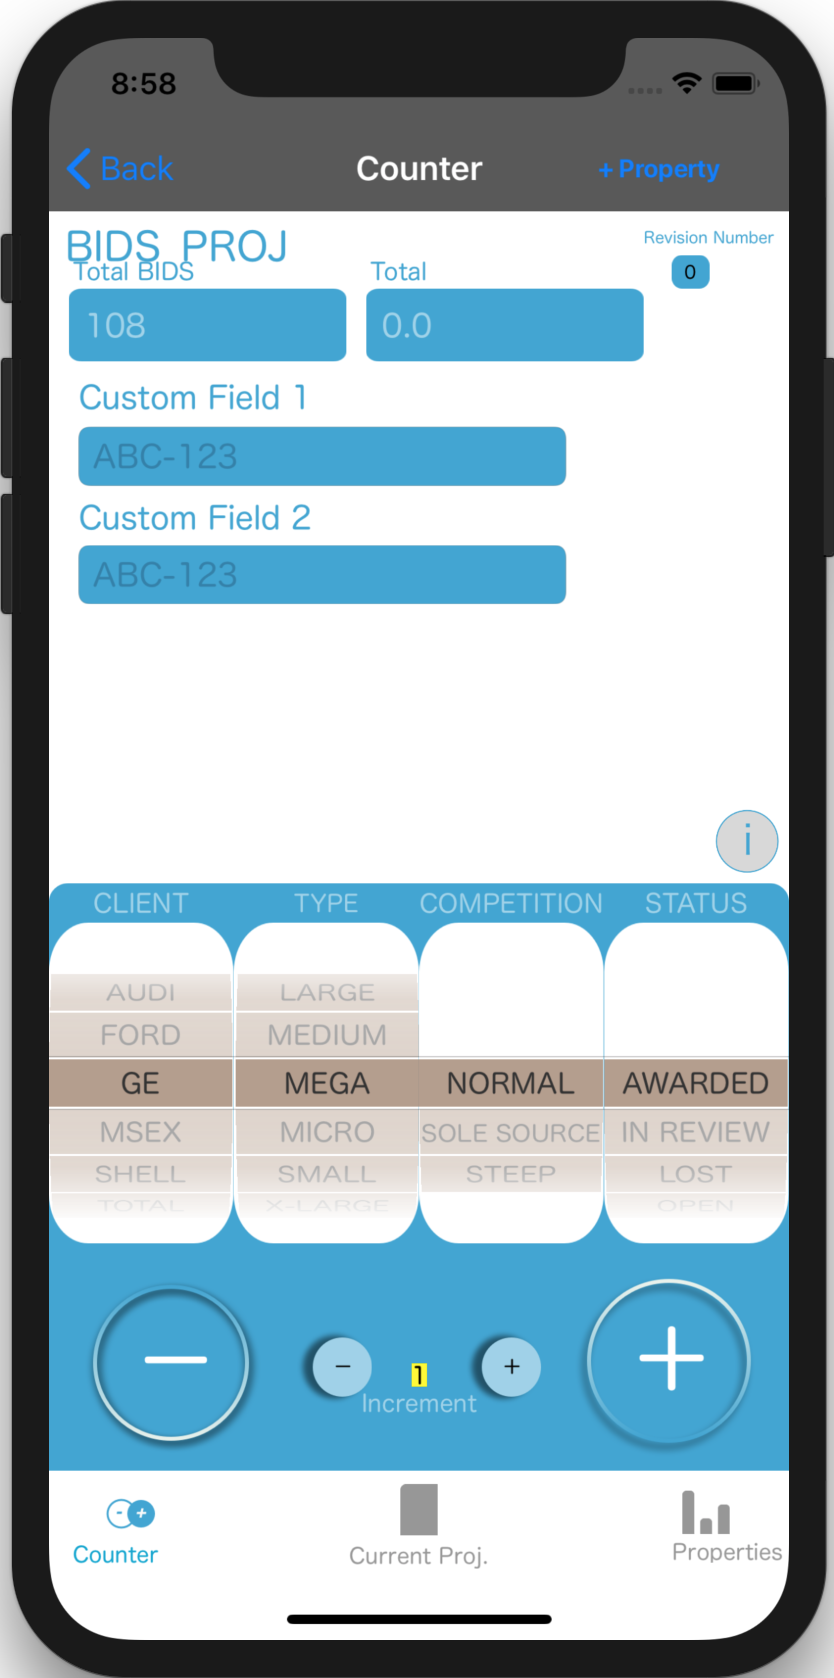 8:58
Back Counter + Property
BIDS PROJ
Revision Number
Total BIDS Total
0
108 0.0
Custom Field 1
ABC-123
Custom Field 2
ABC-123
i
CLIENT TYPE COMPETITION STATUS
AUDI LARGE
FORD MEDIUM
GE MEGA NORMAL AWARDED
MSEX MICRO SOLE SOURCE IN REVIEW
SHELL SMALL STEEP LOST
TOTAL X-LARGE OPEN
− − 1 + +
Increment
- +
Counter Current Proj. Properties